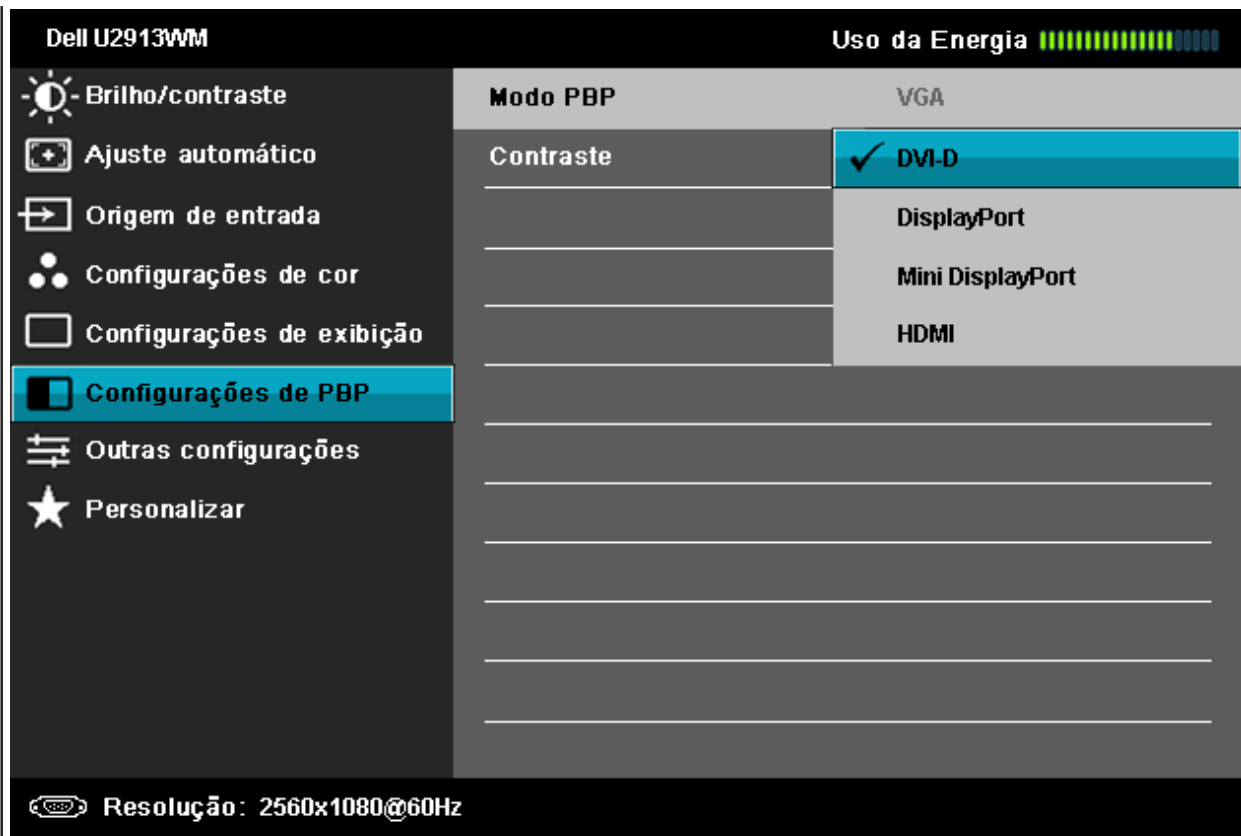 Dell U2913WM
Uso da Energia
Brilho/contraste
Ajuste automático
Origem de entrada
Configurações de cor
Configurações de exibição
Configurações de PBP
Outras configurações
Personalizar
Modo PBP
VGA
Contraste
DVI-D
DisplayPort
Mini DisplayPort
HDMI
Resolução: 2560x1080@60Hz